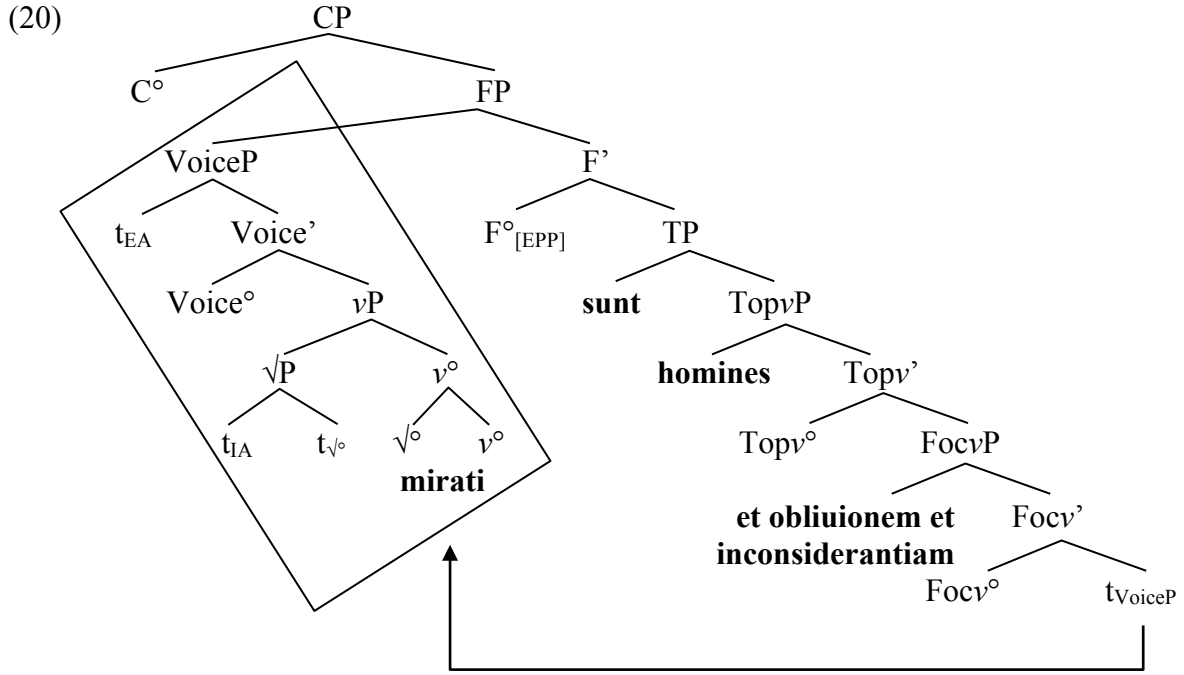 (20) CP
C° FP
VoiceP F’
t_EA Voice’ F°_[EPP] TP
Voice° vP sunt TopvP
√P v° homines Topv’
t_IA t_√° √° v° Topv° FocvP
mirati
et obliuionem et Focv’
inconsiderantiam
Focv° t_VoiceP